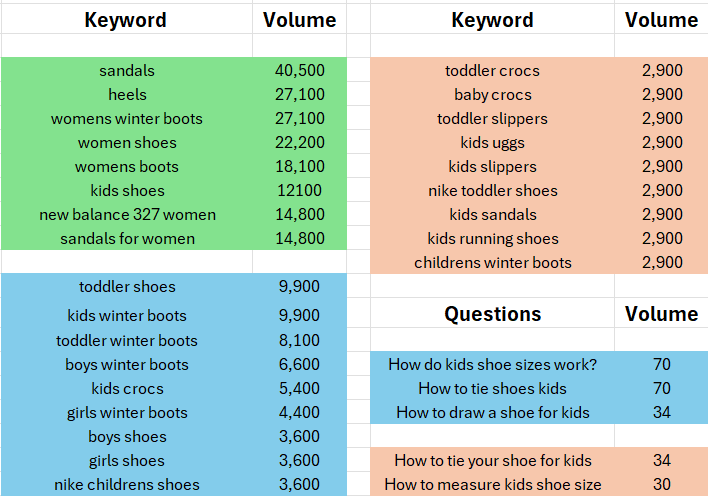 Keyword Volume
sandals 40,500
heels 27,100
womens winter boots 27,100
women shoes 22,200
womens boots 18,100
kids shoes 12100
new balance 327 women 14,800
sandals for women 14,800
toddler shoes 9,900
kids winter boots 9,900
toddler winter boots 8,100
boys winter boots 6,600
kids crocs 5,400
girls winter boots 4,400
boys shoes 3,600
girls shoes 3,600
nike childrens shoes 3,600
Keyword Volume
toddler crocs 2,900
baby crocs 2,900
toddler slippers 2,900
kids uggs 2,900
kids slippers 2,900
nike toddler shoes 2,900
kids sandals 2,900
kids running shoes 2,900
childrens winter boots 2,900
Questions Volume
How do kids shoe sizes work? 70
How to tie shoes kids 70
How to draw a shoe for kids 34
How to tie your shoe for kids 34
How to measure kids shoe size 30